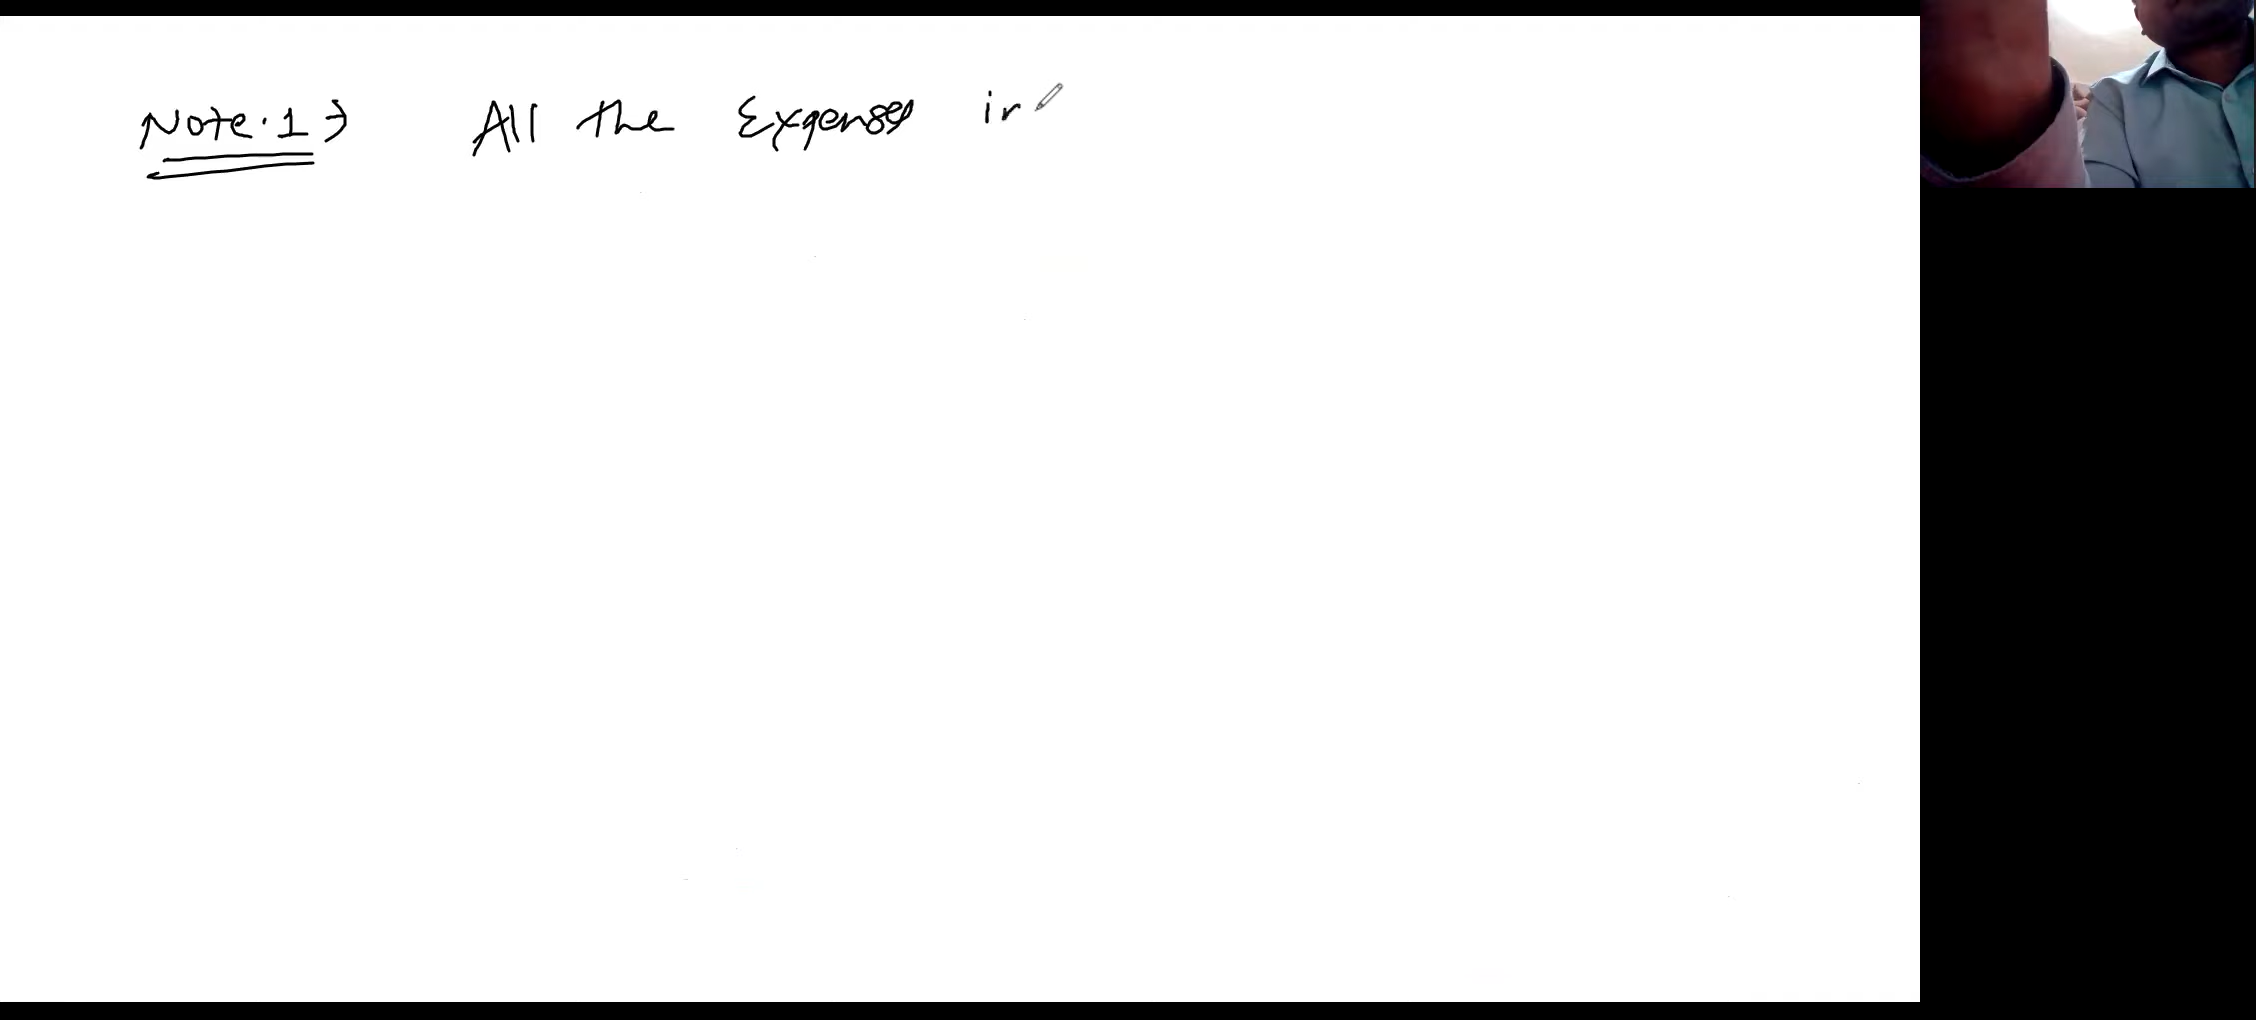 Note.1→ All the Expenses in